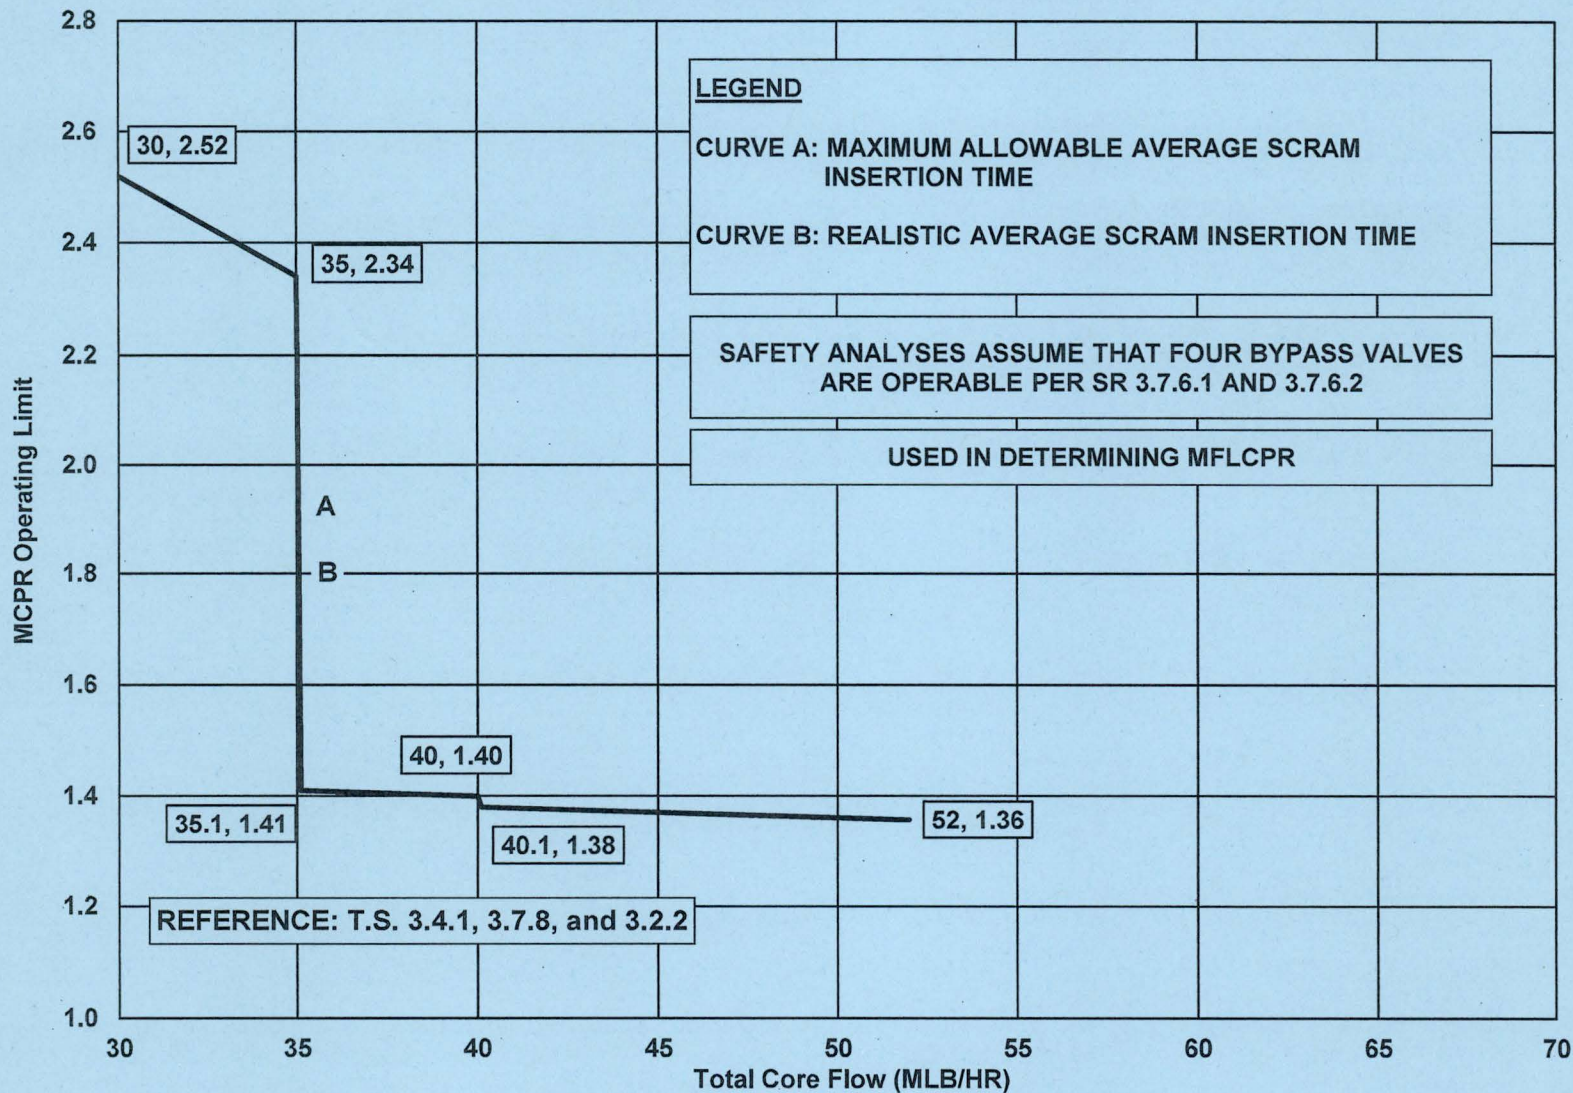 2.8
2.6
2.4
2.2
2.0
1.8
1.6
1.4
1.2
1.0
MCPR Operating Limit
30, 2.52
35, 2.34
LEGEND
CURVE A: MAXIMUM ALLOWABLE AVERAGE SCRAM
INSERTION TIME
CURVE B: REALISTIC AVERAGE SCRAM INSERTION TIME
SAFETY ANALYSES ASSUME THAT FOUR BYPASS VALVES
ARE OPERABLE PER SR 3.7.6.1 AND 3.7.6.2
USED IN DETERMINING MFLCPR
A
B
40, 1.40
35.1, 1.41
40.1, 1.38
52, 1.36
REFERENCE: T.S. 3.4.1, 3.7.8, and 3.2.2
30 35 40 45 50 55 60 65 70
Total Core Flow (MLB/HR)